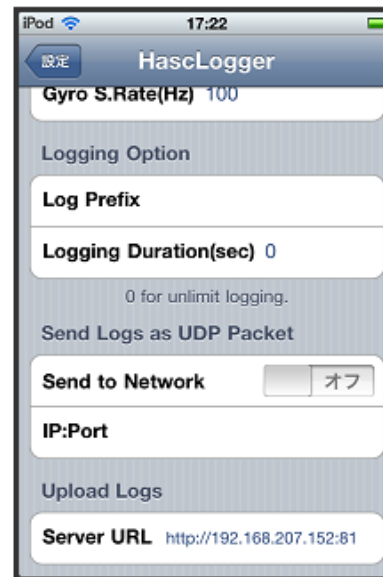 iPod 17:22
設定 HascLogger
Gyro S.Rate(Hz) 100
Logging Option
Log Prefix
Logging Duration(sec) 0
0 for unlimit logging.
Send Logs as UDP Packet
Send to Network オフ
IP:Port
Upload Logs
Server URL http://192.168.207.152:81